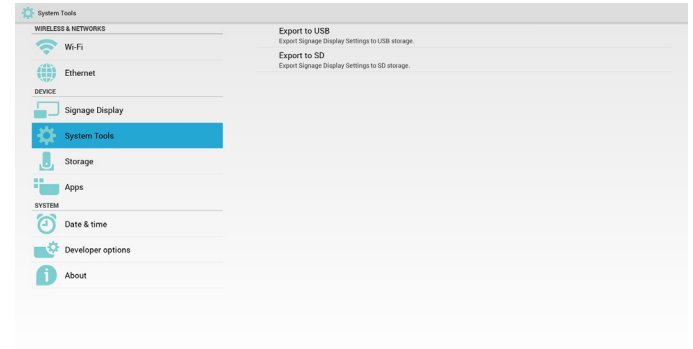 System Tools
WIRELESS & NETWORKS
Wi-Fi
Ethernet
DEVICE
Signage Display
System Tools
Storage
Apps
SYSTEM
Date & time
Developer options
About
Export to USB
Export Signage Display Settings to USB storage.
Export to SD
Export Signage Display Settings to SD storage.